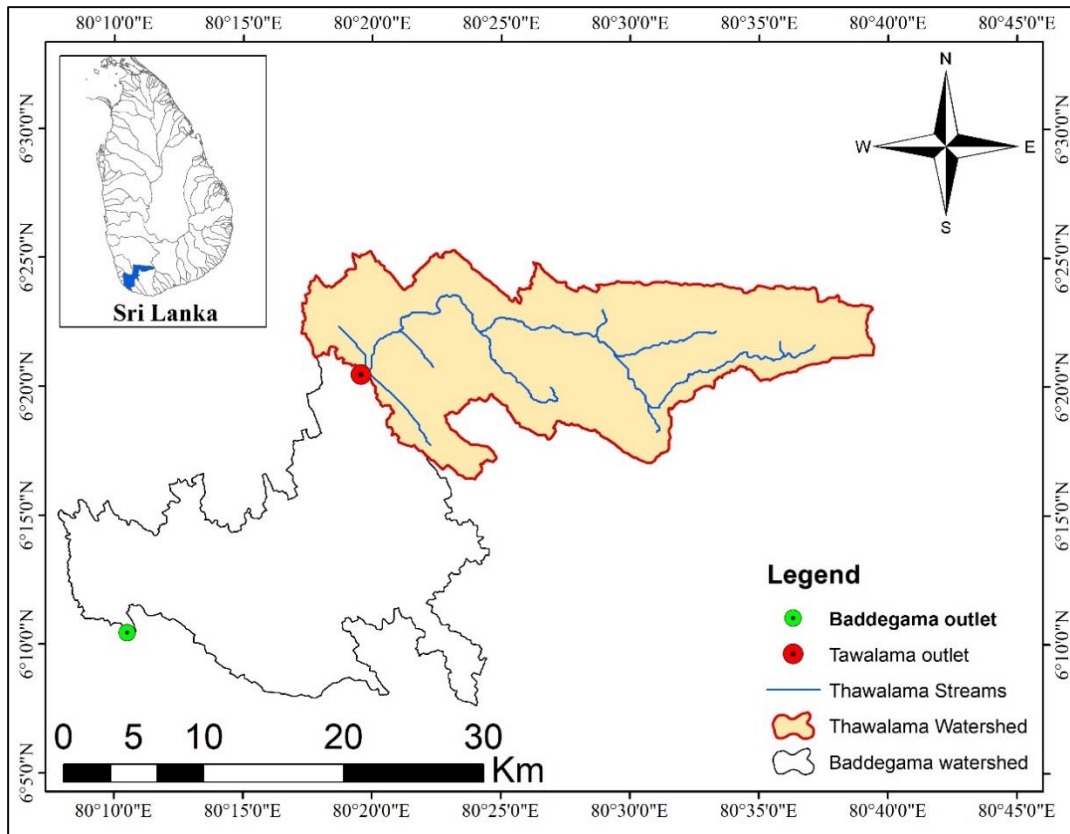 80°10'0"E 80°15'0"E 80°20'0"E 80°25'0"E 80°30'0"E 80°35'0"E 80°40'0"E 80°45'0"E
6°30'0"N
6°25'0"N
6°20'0"N
6°15'0"N
6°10'0"N
6°5'0"N
Sri Lanka
N
W
E
S
6°30'0"N
6°25'0"N
6°20'0"N
6°15'0"N
6°10'0"N
6°5'0"N
Legend
Baddegama outlet
Tawalama outlet
Thawalama Streams
Thawalama Watershed
Baddegama watershed
0 5 10 20 30
Km
80°10'0"E 80°15'0"E 80°20'0"E 80°25'0"E 80°30'0"E 80°35'0"E 80°40'0"E 80°45'0"E